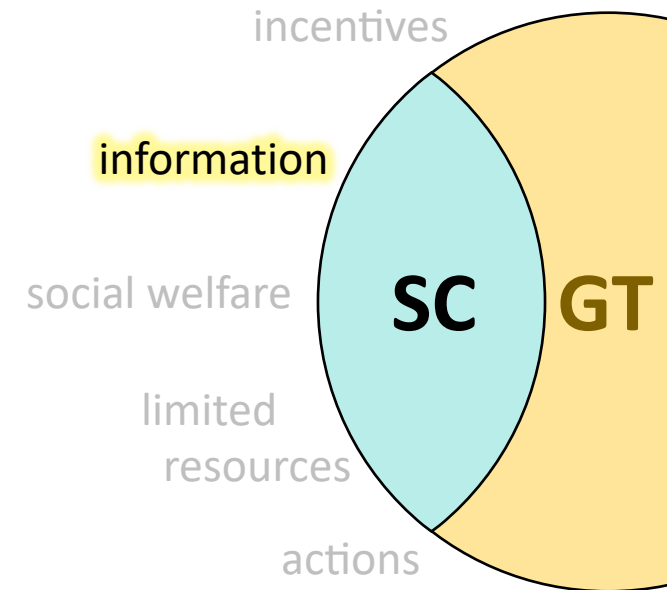 incentives
information
social welfare
SC GT
limited
resources
actions